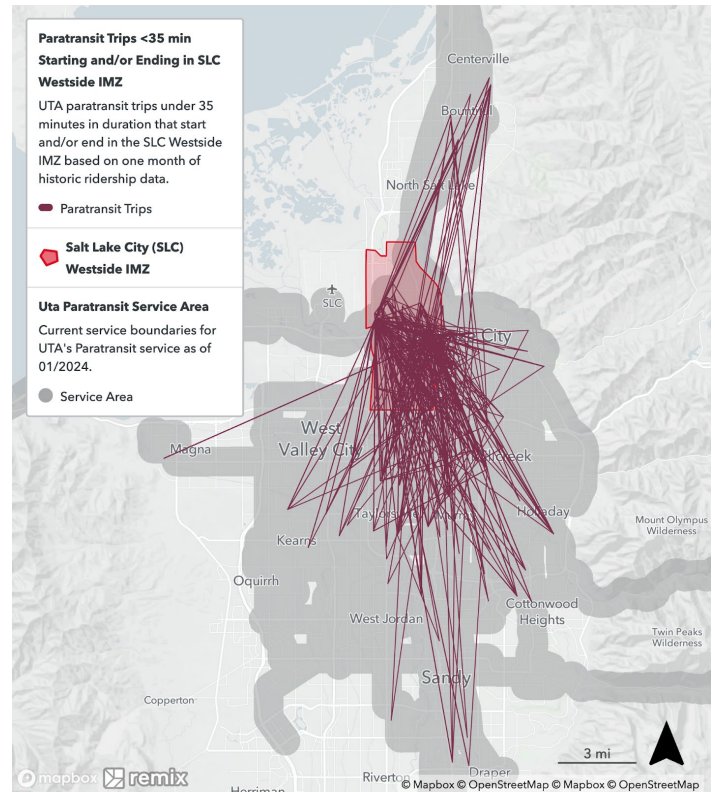 Paratransit Trips <35 min
Starting and/or Ending in SLC
Westside IMZ
UTA paratransit trips under 35
minutes in duration that start
and/or end in the SLC Westside
IMZ based on one month of
historic ridership data.
Paratransit Trips
Salt Lake City (SLC)
Westside IMZ
Uta Paratransit Service Area
Current service boundaries for
UTA's Paratransit service as of
01/2024.
Service Area
Centerville
North Salt Lake
SLC
City
West
Valley City
Magna
Holladay
Kearns
Mount Olympus
Wilderness
Oquirrh
Cottonwood
Heights
West Jordan
Twin Peaks
Wilderness
Sandy
Copperton
3 mi
Riverton
Draper
Herriman
mapbox remix
© Mapbox © OpenStreetMap © Mapbox © OpenStreetMap